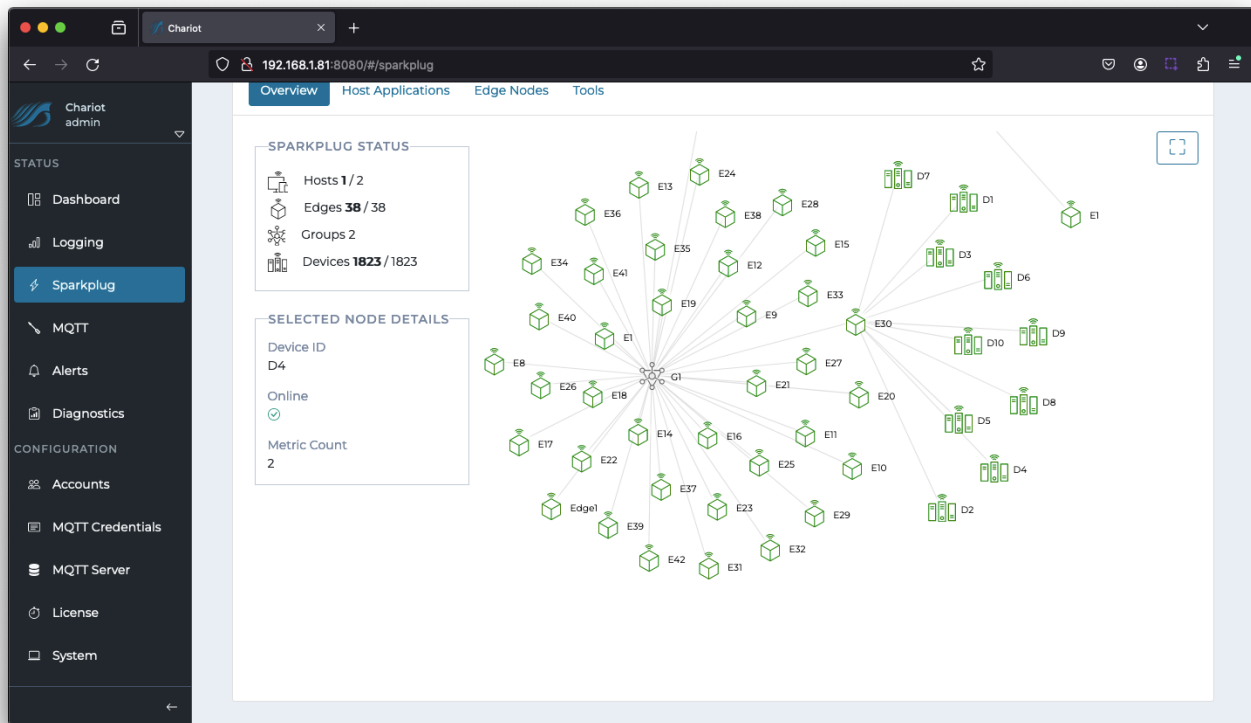 Chariot
192.168.1.81:8080/#/sparkplug
Chariot
admin
STATUS
Dashboard
Logging
Sparkplug
MQTT
Alerts
Diagnostics
CONFIGURATION
Accounts
MQTT Credentials
MQTT Server
License
System
Overview Host Applications Edge Nodes Tools
SPARKPLUG STATUS
Hosts 1 / 2
Edges 38 / 38
Groups 2
Devices 1823 / 1823
SELECTED NODE DETAILS
Device ID
D4
Online
Metric Count
2
E24
D7
E13
D1
E28
E36
E38
E1
E15
E35
D3
E34
E12
E41
D6
E33
E19
E9
E40
E30
D9
E1
D10
E8
E27
G1
E21
E26
E18
E20
D8
D5
E14
E11
E16
E17
E22
E25
E10
D4
E37
Edge1
E23
D2
E29
E39
E32
E42
E31